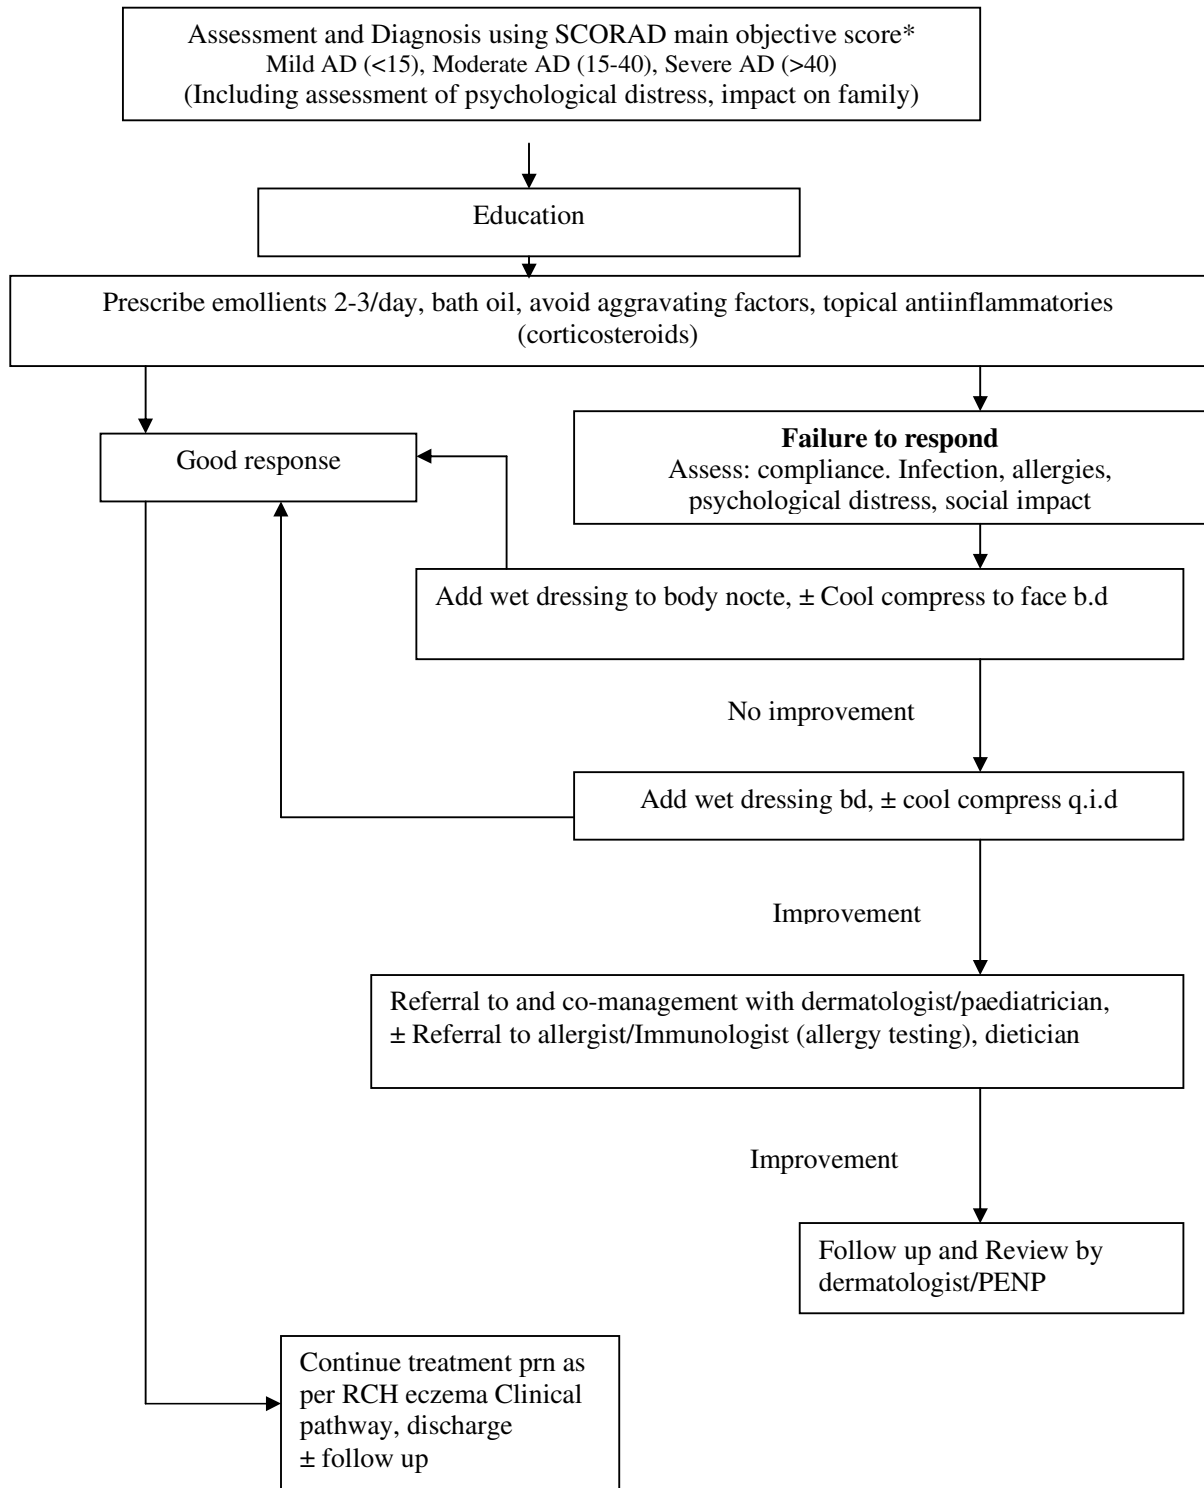 Assessment and Diagnosis using SCORAD main objective score*
Mild AD (<15), Moderate AD (15-40), Severe AD (>40)
(Including assessment of psychological distress, impact on family)
Education
Prescribe emollients 2-3/day, bath oil, avoid aggravating factors, topical antiinflammatories
(corticosteroids)
Good response
Failure to respond
Assess: compliance. Infection, allergies,
psychological distress, social impact
Add wet dressing to body nocte, ± Cool compress to face b.d
No improvement
Add wet dressing bd, ± cool compress q.i.d
Improvement
Referral to and co-management with dermatologist/paediatrician,
± Referral to allergist/Immunologist (allergy testing), dietician
Improvement
Follow up and Review by
dermatologist/PENP
Continue treatment prn as
per RCH eczema Clinical
pathway, discharge
± follow up